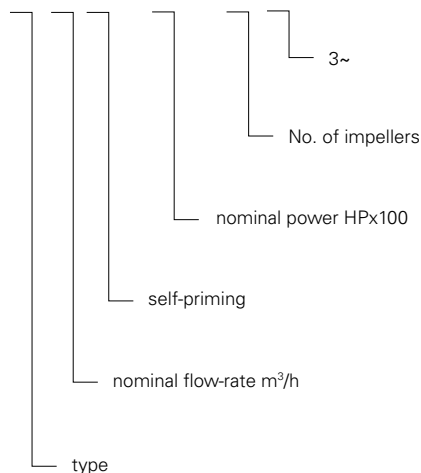 3~
No. of impellers
nominal power HPx100
self-priming
nominal flow-rate m³/h
type